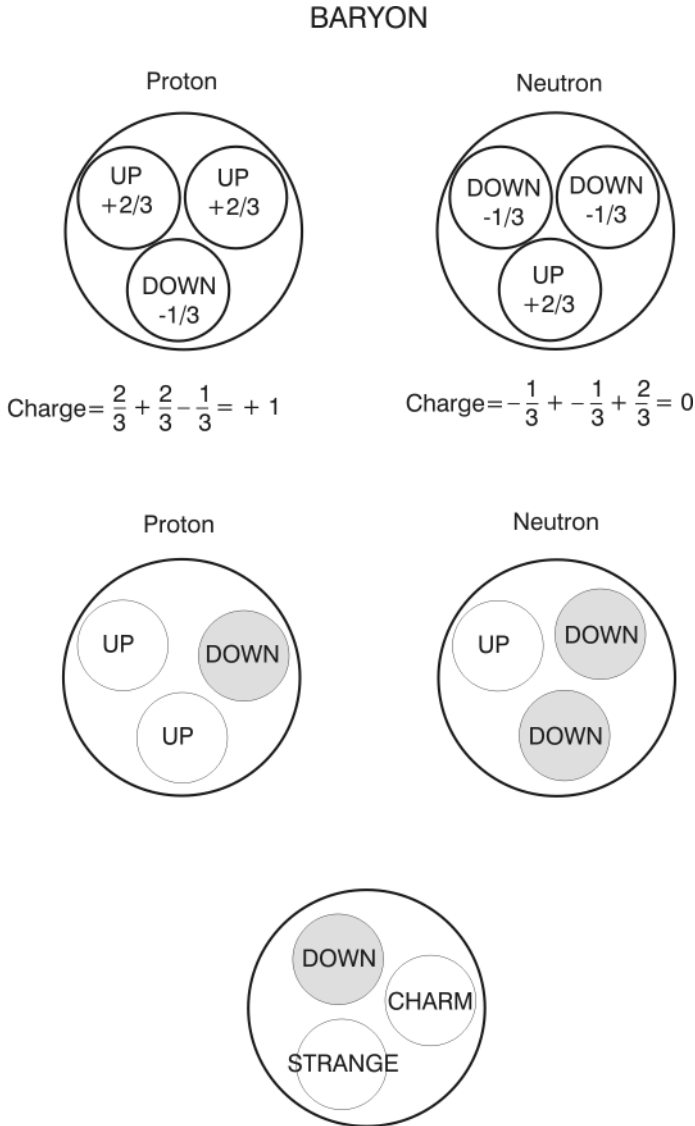 BARYON
Proton
UP
+2/3
UP
+2/3
DOWN
-1/3
Charge= 2/3 + 2/3 - 1/3 = + 1
Neutron
DOWN
-1/3
DOWN
-1/3
UP
+2/3
Charge= - 1/3 + - 1/3 + 2/3 = 0
Proton
UP
DOWN
UP
Neutron
UP
DOWN
DOWN
DOWN
CHARM
STRANGE